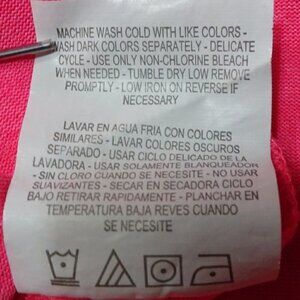 MACHINE WASH COLD WITH LIKE COLORS -
WASH DARK COLORS SEPARATELY - DELICATE
CYCLE - USE ONLY NON-CHLORINE BLEACH
WHEN NEEDED - TUMBLE DRY LOW REMOVE
PROMPTLY - LOW IRON ON REVERSE IF
NECESSARY
LAVAR EN AGUA FRIA CON COLORES
SIMILARES - LAVAR COLORES OSCUROS
SEPARADO - USAR CICLO DELICADO DE LA
LAVADORA - USAR SOLAMENTE BLANQUEADOR
- SIN CLORO CUANDO SE NECESITE - NO USAR
SUAVIZANTES - SECAR EN SECADORA CICLO
BAJO RETIRAR RAPIDAMENTE - PLANCHAR EN
TEMPERATURA BAJA REVES CUANDO
SE NECESITE